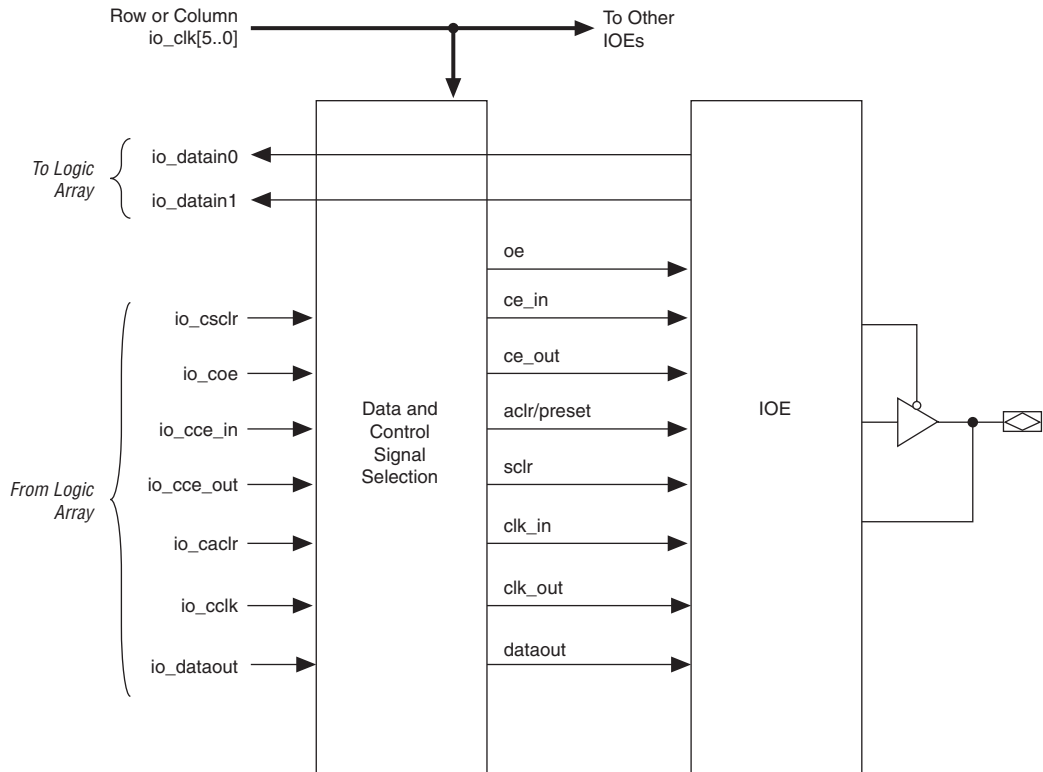 Row or Column
io_clk[5..0]
To Other
IOEs
To Logic
Array
io_datain0
io_datain1
From Logic
Array
io_csclr
io_coe
io_cce_in
io_cce_out
io_caclr
io_cclk
io_dataout
Data and
Control
Signal
Selection
oe
ce_in
ce_out
aclr/preset
sclr
clk_in
clk_out
dataout
IOE